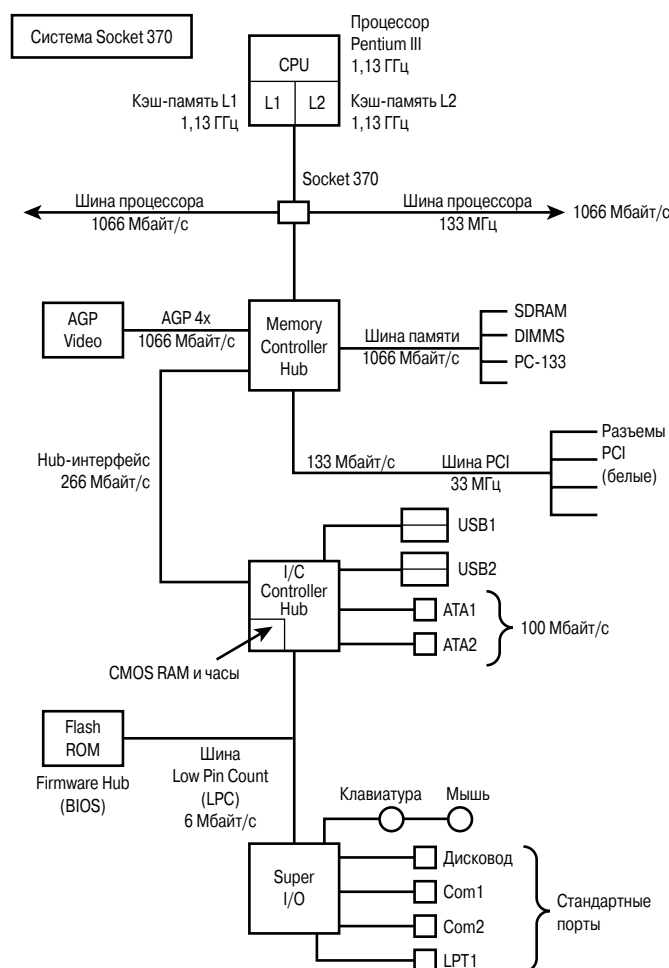 Система Socket 370
Процессор
Pentium III
1,13 ГГц
CPU
Кэш-память L1
1,13 ГГц
L1
L2
Кэш-память L2
1,13 ГГц
Socket 370
Шина процессора
1066 Мбайт/с
Шина процессора
133 МГц
1066 Мбайт/с
AGP
Video
AGP 4x
1066 Мбайт/с
Memory
Controller
Hub
Шина памяти
1066 Мбайт/с
SDRAM
DIMMS
PC-133
Hub-интерфейс
266 Мбайт/с
133 Мбайт/с
Шина PCI
33 МГц
Разъемы
PCI
(белые)
USB1
USB2
I/C
Controller
Hub
ATA1
ATA2
100 Мбайт/с
CMOS RAM и часы
Flash
ROM
Firmware Hub
(BIOS)
Шина
Low Pin Count
(LPC)
6 Мбайт/с
Клавиатура
Мышь
Super
I/O
Дисковод
Com1
Com2
LPT1
Стандартные
порты